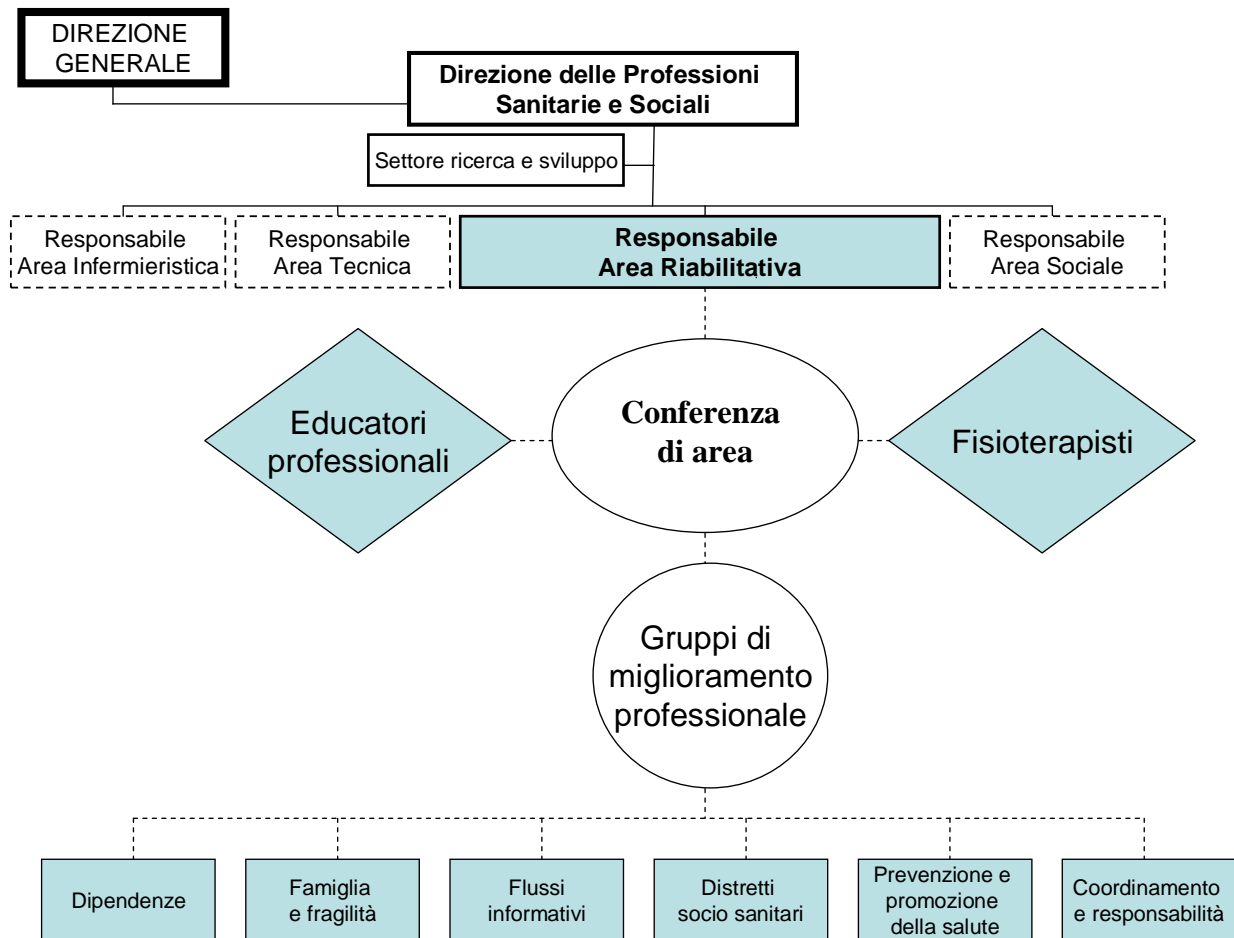 DIREZIONE
GENERALE
Direzione delle Professioni
Sanitarie e Sociali
Settore ricerca e sviluppo
Responsabile
Area Infermieristica
Responsabile
Area Tecnica
Responsabile
Area Riabilitativa
Responsabile
Area Sociale
Educatori
professionali
Conferenza
di area
Fisioterapisti
Gruppi di
miglioramento
professionale
Dipendenze
Famiglia
e fragilità
Flussi
informativi
Distretti
socio sanitari
Prevenzione e
promozione
della salute
Coordinamento
e responsabilità